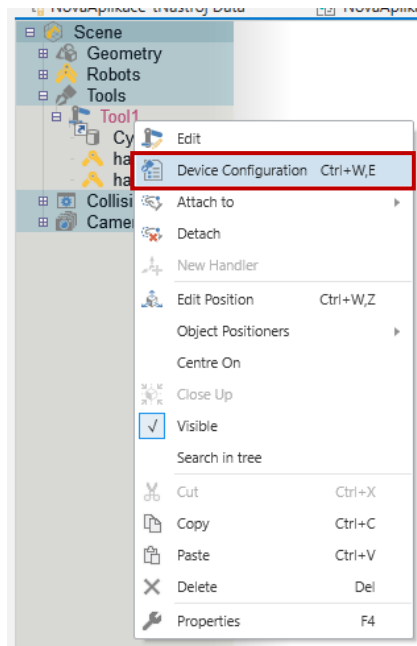 NovaAplikace
Nastroj Data
Scene
Geometry
Robots
Tools
Tool1
Cy
ha
ha
Collisi
Camer
Edit
Device Configuration Ctrl+W,E
Attach to
Detach
New Handler
Edit Position Ctrl+W,Z
Object Positioners
Centre On
Close Up
√ Visible
Search in tree
Cut Ctrl+X
Copy Ctrl+C
Paste Ctrl+V
Delete Del
Properties F4